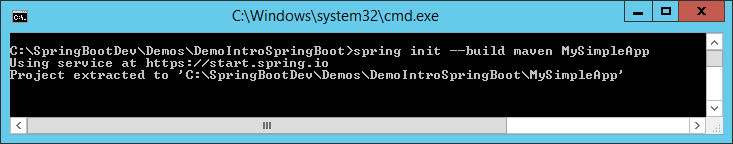 C:\Windows\system32\cmd.exe
C:\SpringBootDev\Demos\DemoIntroSpringBoot>spring init --build maven MySimpleApp
Using service at https://start.spring.io
Project extracted to 'C:\SpringBootDev\Demos\DemoIntroSpringBoot\MySimpleApp'